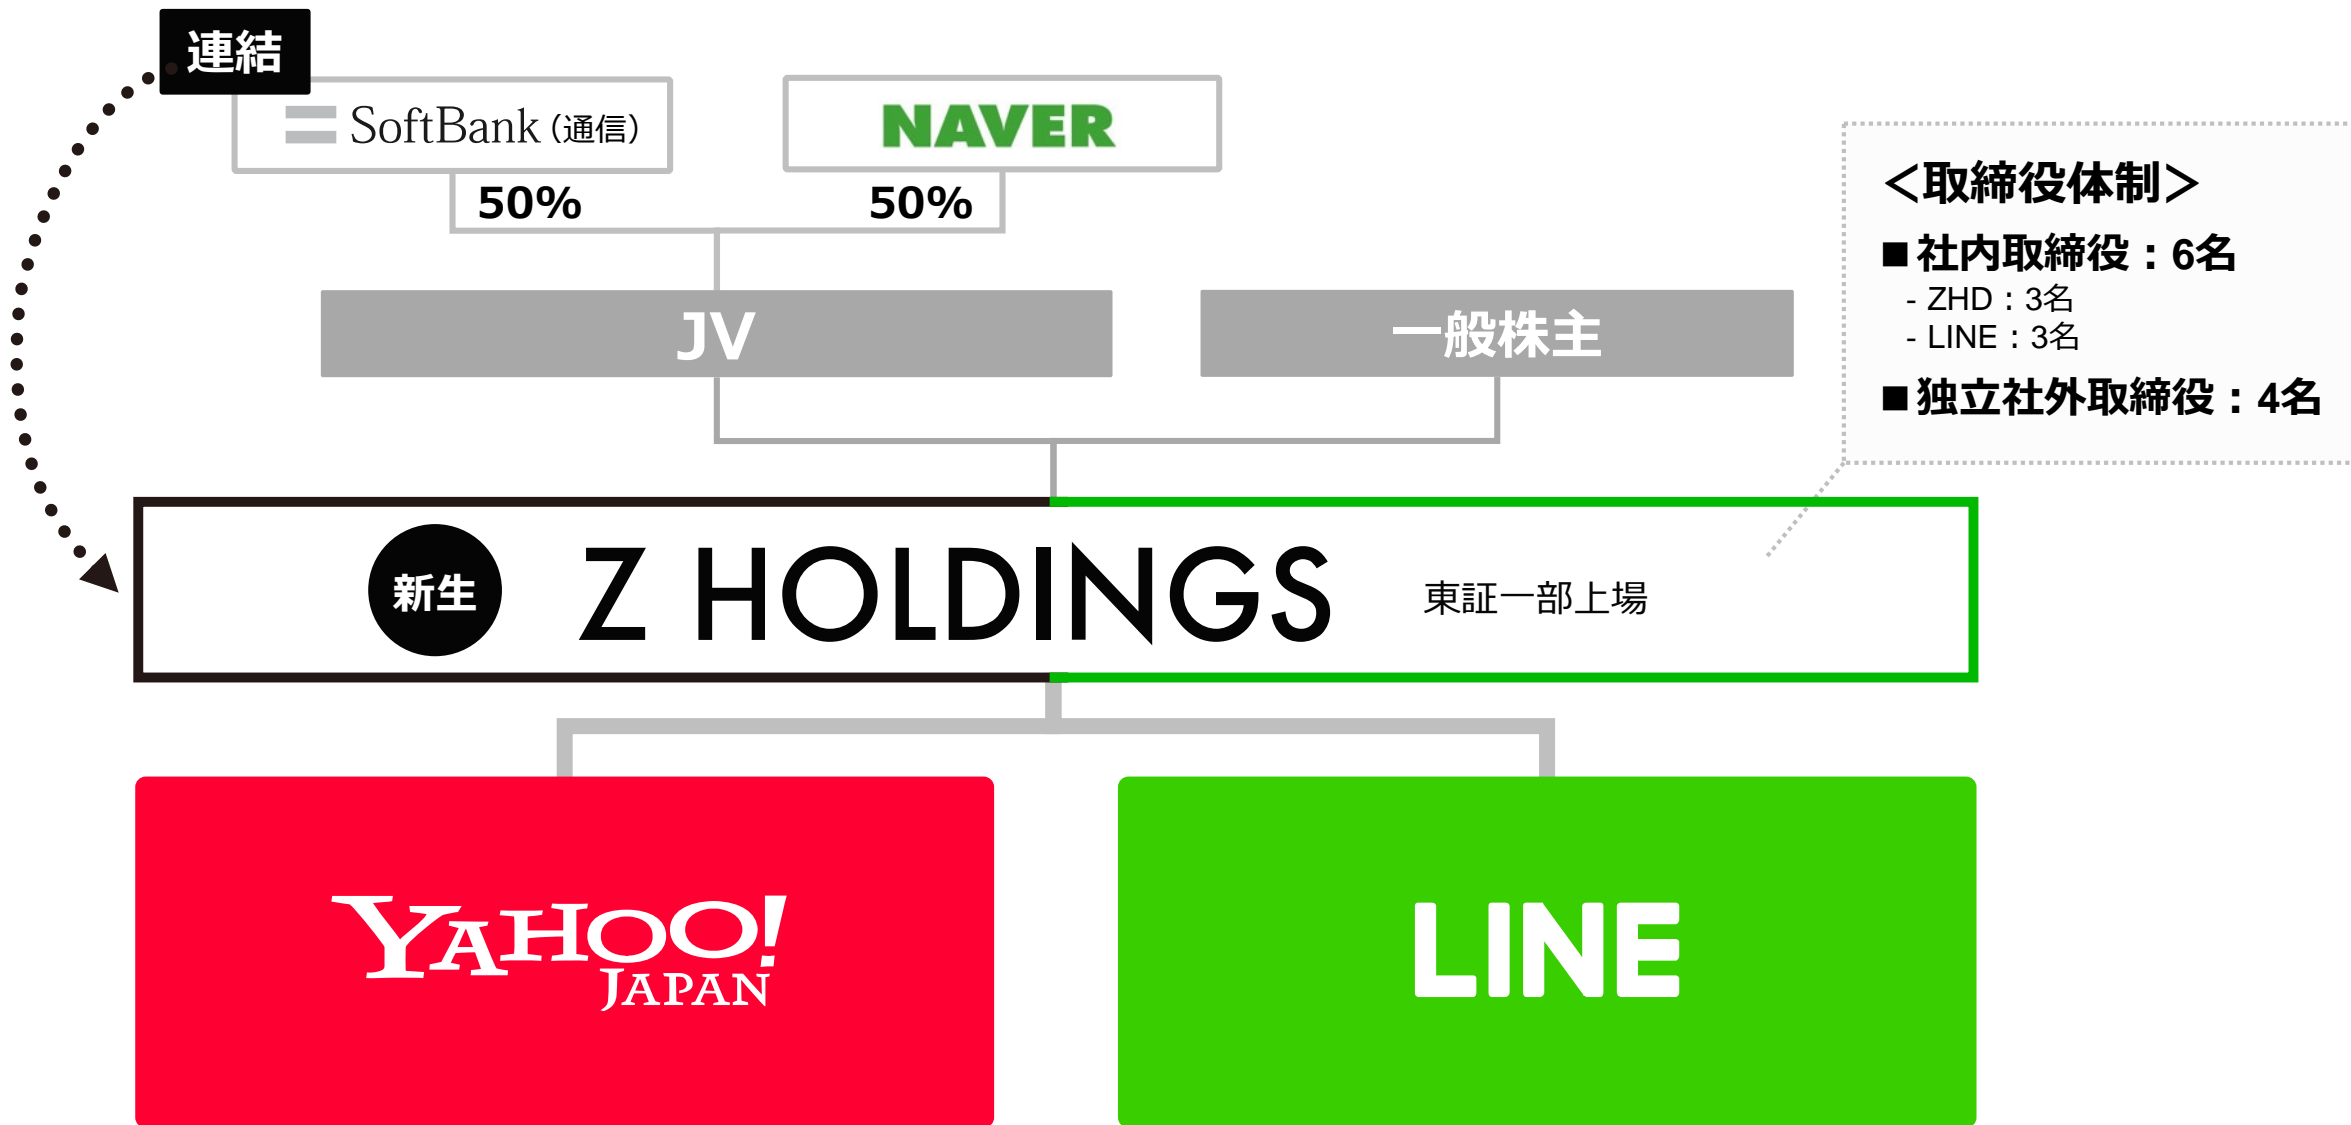 連結
SoftBank（通信）
NAVER
50%
50%
JV
一般株主
＜取締役体制＞
■社内取締役：6名
- ZHD：3名
- LINE：3名
■独立社外取締役：4名
新生
Z HOLDINGS
東証一部上場
YAHOO!
JAPAN
LINE